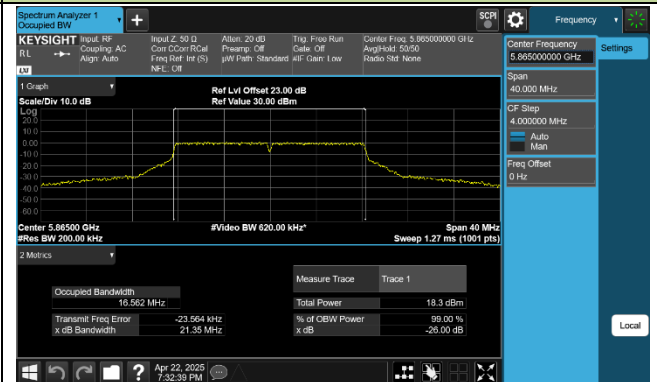 Spectrum Analyzer 1
Occupied BW
+
SCPI
Frequency
KEYSIGHT
RL
LXI
Input: RF
Coupling: AC
Align: Auto
Input Z: 50 Ω
Corr CCorr RCal
Freq Ref: Int (S)
NFE: Off
Atten: 20 dB
Preamp: Off
µW Path: Standard
Trig: Free Run
Gate: Off
#IF Gain: Low
Center Freq: 5.865000000 GHz
Avg|Hold: 50/50
Radio Std: None
Center Frequency
5.865000000 GHz
Settings
Span
40.000 MHz
CF Step
4.000000 MHz
Auto
Man
Freq Offset
0 Hz
1 Graph
Scale/Div 10.0 dB
Ref Lvl Offset 23.00 dB
Ref Value 30.00 dBm
Log
20.0
10.0
0.00
-10.0
-20.0
-30.0
-40.0
-50.0
-60.0
Center 5.86500 GHz
#Video BW 620.00 kHz*
Span 40 MHz
#Res BW 200.00 kHz
Sweep 1.27 ms (1001 pts)
2 Metrics
Measure Trace
Trace 1
Occupied Bandwidth
16.562 MHz
Total Power
18.3 dBm
Transmit Freq Error
-23.564 kHz
% of OBW Power
99.00 %
x dB Bandwidth
21.35 MHz
x dB
-26.00 dB
Local
?
Apr 22, 2025
7:32:39 PM